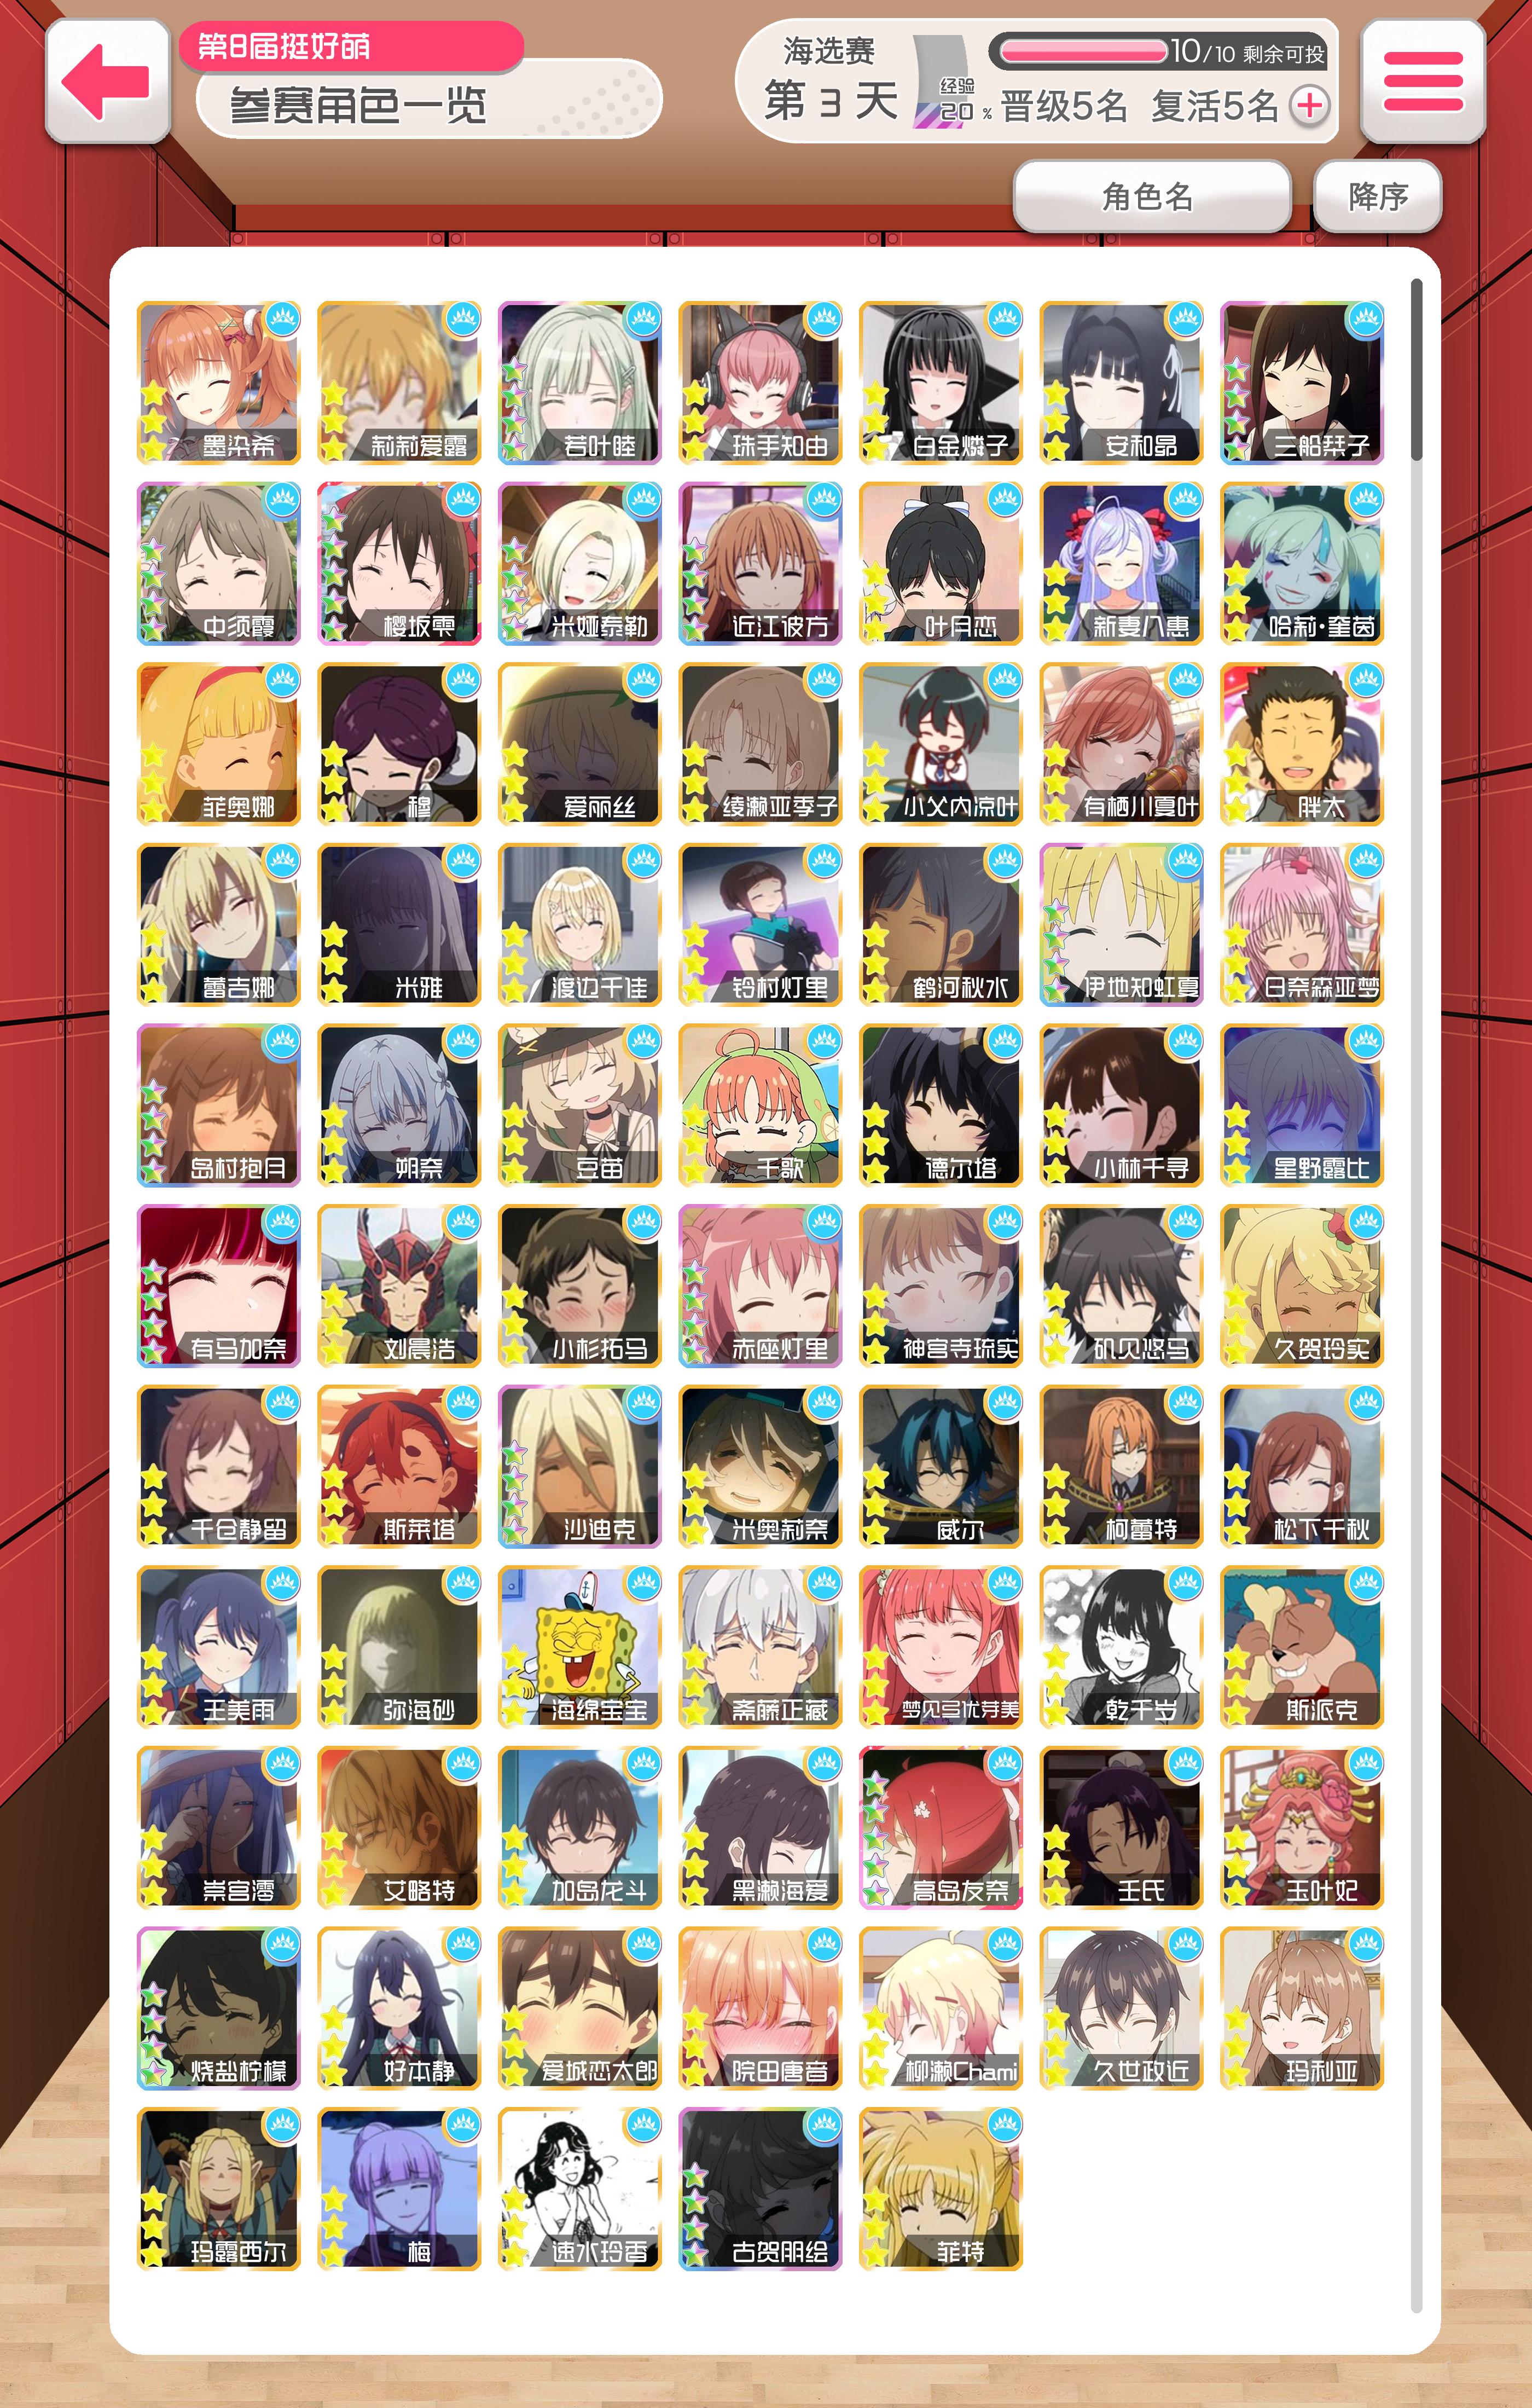 第8届挺好萌
参赛角色一览
海选赛
第 3 天
经验
20 %
10/10 剩余可投
晋级5名 复活5名
角色名
降序
墨染希
莉莉爱露
若叶睦
珠手知由
白金燐子
安和昴
三船栞子
中须霞
樱坂雫
米娅泰勒
近江彼方
叶月恋
新妻八惠
哈莉·奎茵
菲奥娜
穆
爱丽丝
绫濑亚季子
小父内凉叶
有栖川夏叶
胖太
蕾吉娜
米雅
渡边千佳
铃村灯里
鹤河秋水
伊地知虹夏
日奈森亚梦
岛村抱月
朔奈
豆苗
千歌
德尔塔
小林千寻
星野露比
有马加奈
刘晨浩
小杉拓马
赤座灯里
神宫寺琉实
矶贝悠马
久贺玲实
千仓静留
斯莱塔
沙迪克
米奥莉奈
威尔
柯蕾特
松下千秋
王美雨
弥海砂
海绵宝宝
斋藤正藏
梦见弓优芽美
乾千岁
斯派克
崇宫澪
艾略特
加岛龙斗
黑濑海爱
高岛友奈
壬氏
玉叶妃
烧盐柠檬
好本静
爱城恋太郎
院田唐音
柳濑Chami
久世政近
玛利亚
玛露西尔
梅
速水玲香
古贺朋绘
菲特